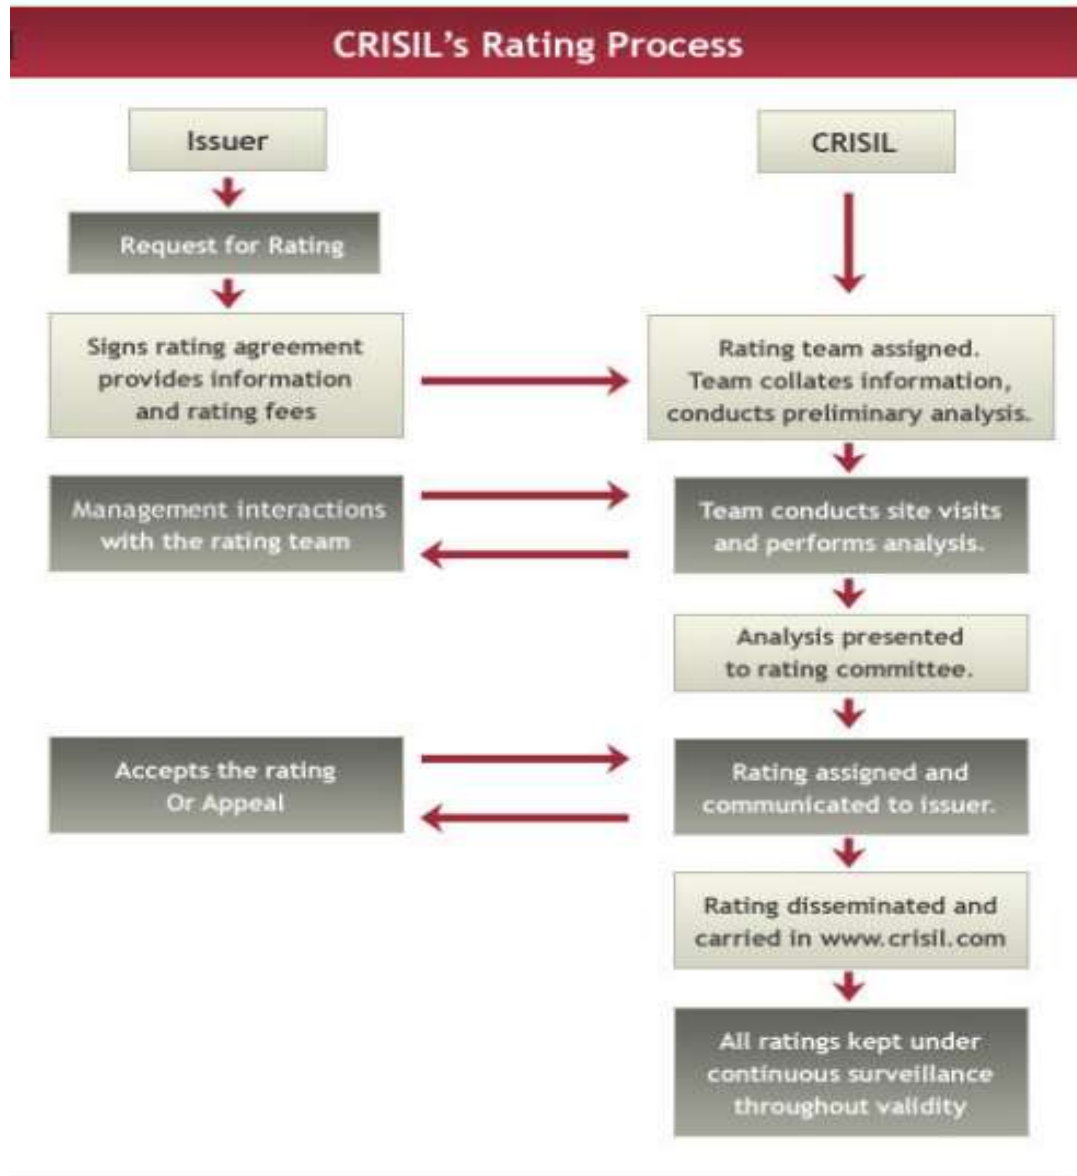 CRISIL's Rating Process
Issuer
CRISIL
Request for Rating
Signs rating agreement
provides information
and rating fees
Rating team assigned.
Team collates information,
conducts preliminary analysis.
Management interactions
with the rating team
Team conducts site visits
and performs analysis.
Analysis presented
to rating committee.
Accepts the rating
Or Appeal
Rating assigned and
communicated to issuer.
Rating disseminated and
carried in www.crisil.com
All ratings kept under
continuous surveillance
throughout validity